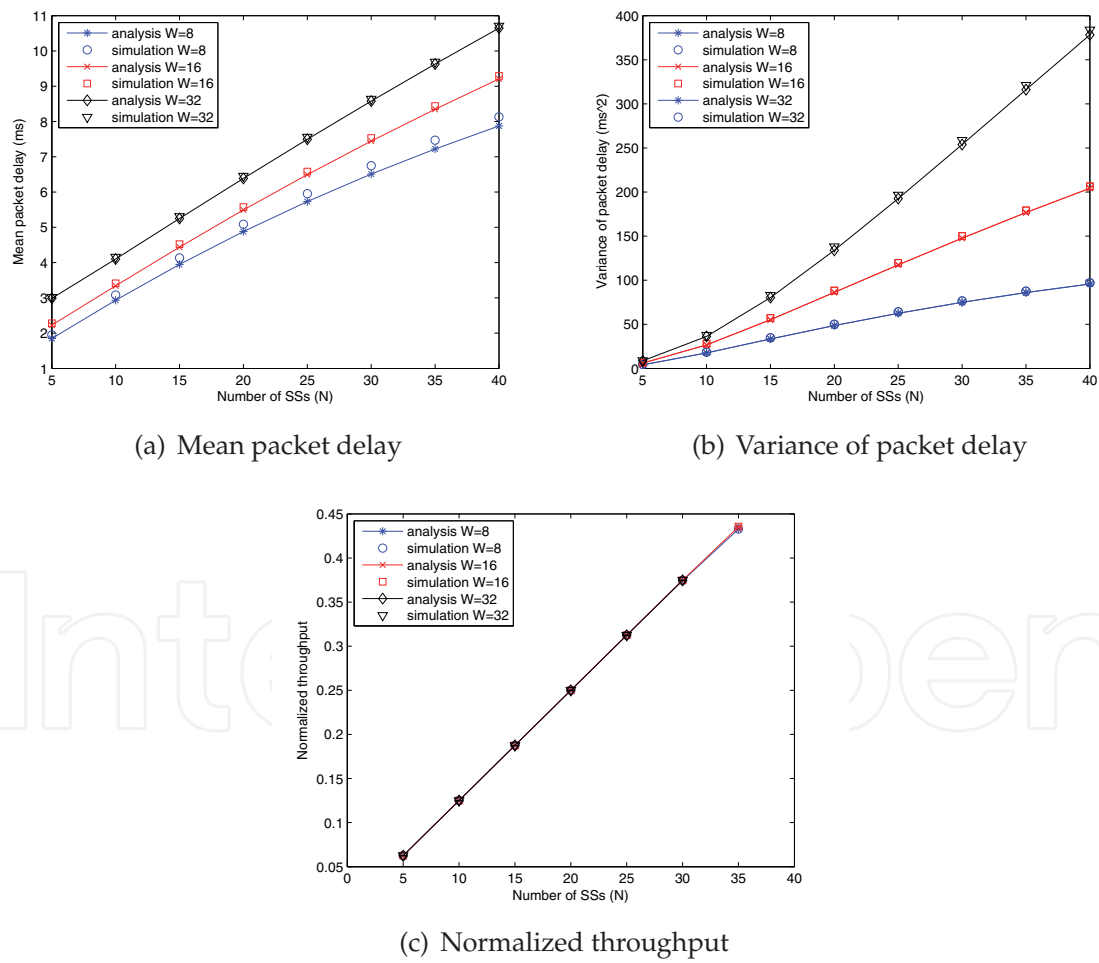 11
10
9
8
7
6
5
4
3
2
1
5 10 15 20 25 30 35 40
Mean packet delay (ms)
Number of SSs (N)
analysis W=8
simulation W=8
analysis W=16
simulation W=16
analysis W=32
simulation W=32
(a) Mean packet delay
400
350
300
250
200
150
100
50
0
5 10 15 20 25 30 35 40
Variance of packet delay (ms^2)
Number of SSs (N)
analysis W=8
simulation W=8
analysis W=16
simulation W=16
analysis W=32
simulation W=32
(b) Variance of packet delay
0.45
0.4
0.35
0.3
0.25
0.2
0.15
0.1
0.05
0 5 10 15 20 25 30 35 40
Normalized throughput
Number of SSs (N)
analysis W=8
simulation W=8
analysis W=16
simulation W=16
analysis W=32
simulation W=32
(c) Normalized throughput